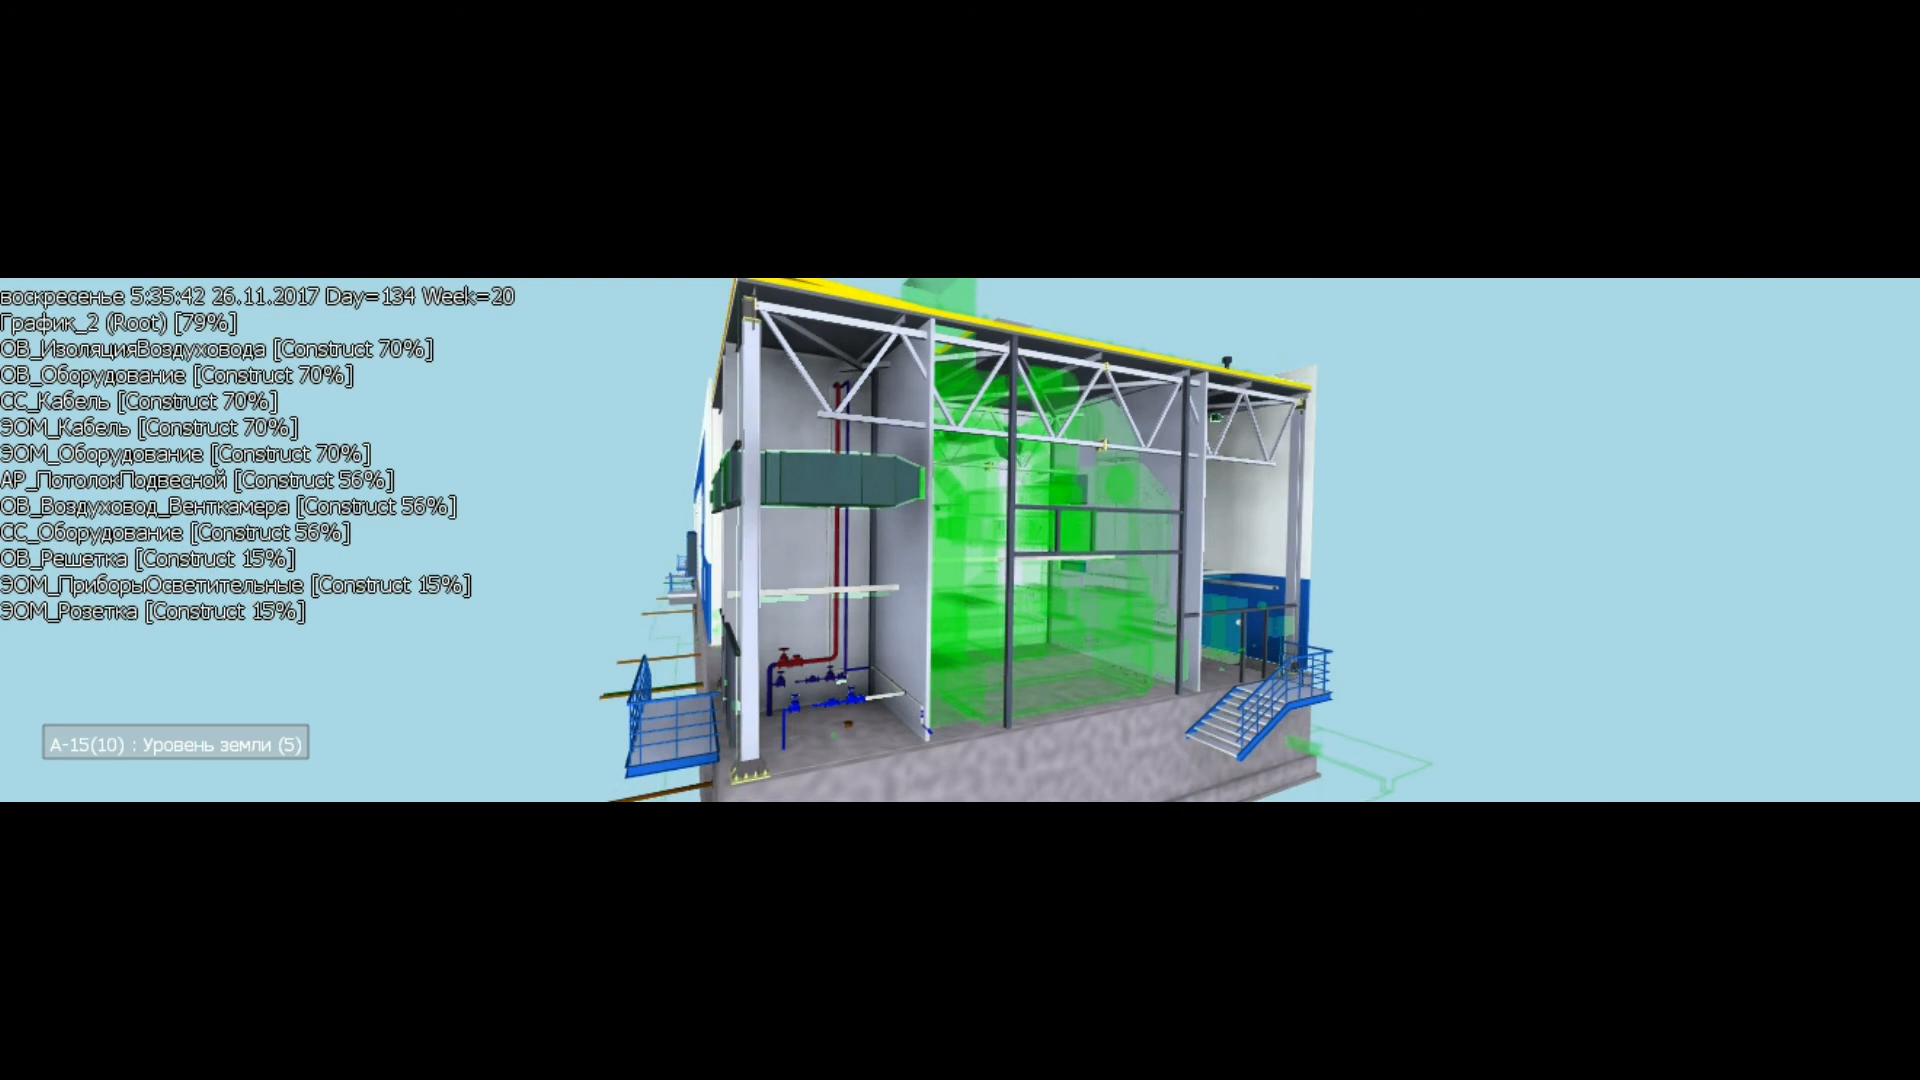 воскресенье 5:35:42 26.11.2017 Day=134 Week=20
График_2 (Root) [79%]
ОВ_ИзоляцияВоздуховода [Construct 70%]
ОВ_Оборудование [Construct 70%]
СС_Кабель [Construct 70%]
ЭОМ_Кабель [Construct 70%]
ЭОМ_Оборудование [Construct 70%]
АР_ПотолокПодвесной [Construct 56%]
ОВ_Воздуховод_Венткамера [Construct 56%]
СС_Оборудование [Construct 56%]
ОВ_Решетка [Construct 15%]
ЭОМ_ПриборыОсветительные [Construct 15%]
ЭОМ_Розетка [Construct 15%]
А-15(10) : Уровень земли (5)